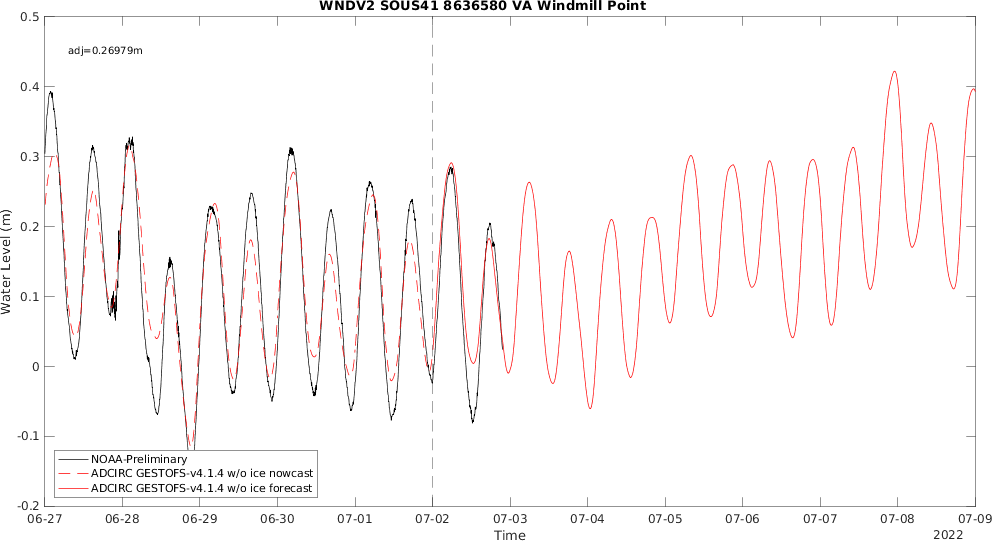 WNDV2 SOUS41 8636580 VA Windmill Point
adj=0.26979m
Water Level (m)
0.5
0.4
0.3
0.2
0.1
0
-0.1
-0.2
NOAA-Preliminary
ADCIRC GESTOFS-v4.1.4 w/o ice nowcast
ADCIRC GESTOFS-v4.1.4 w/o ice forecast
06-27 06-28 06-29 06-30 07-01 07-02 07-03 07-04 07-05 07-06 07-07 07-08 07-09
Time
2022